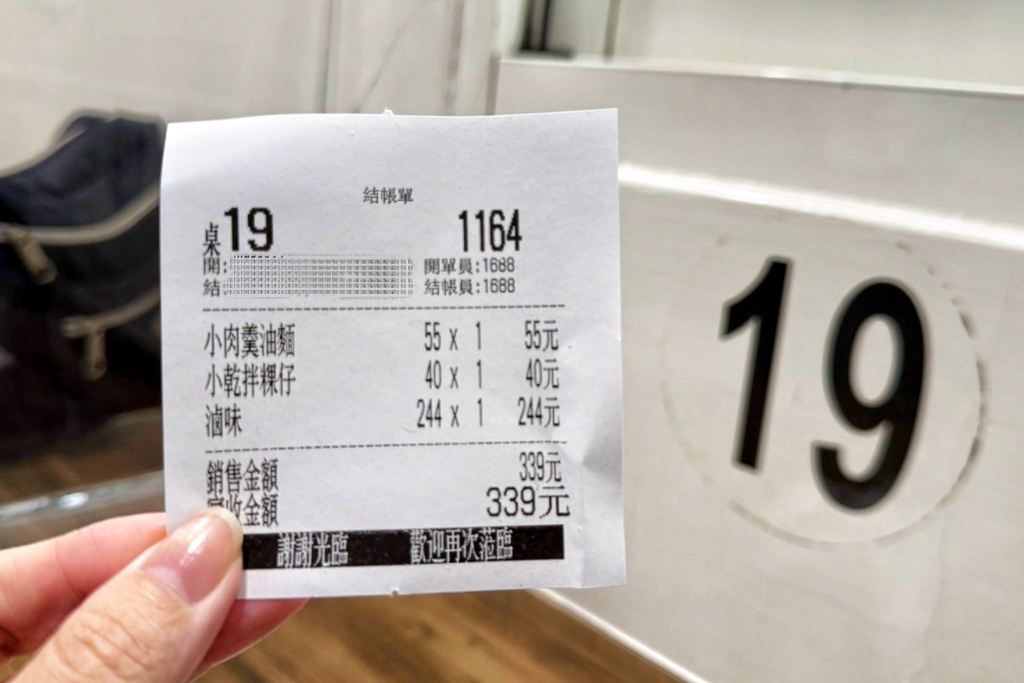 結帳單
桌19 1164
開: 開單員:1688
結: 結帳員:1688
小肉羹油麵 55 x 1 55元
小乾拌粿仔 40 x 1 40元
滷味 244 x 1 244元
銷售金額 339元
實收金額 339元
謝謝光臨 歡迎再次蒞臨
19